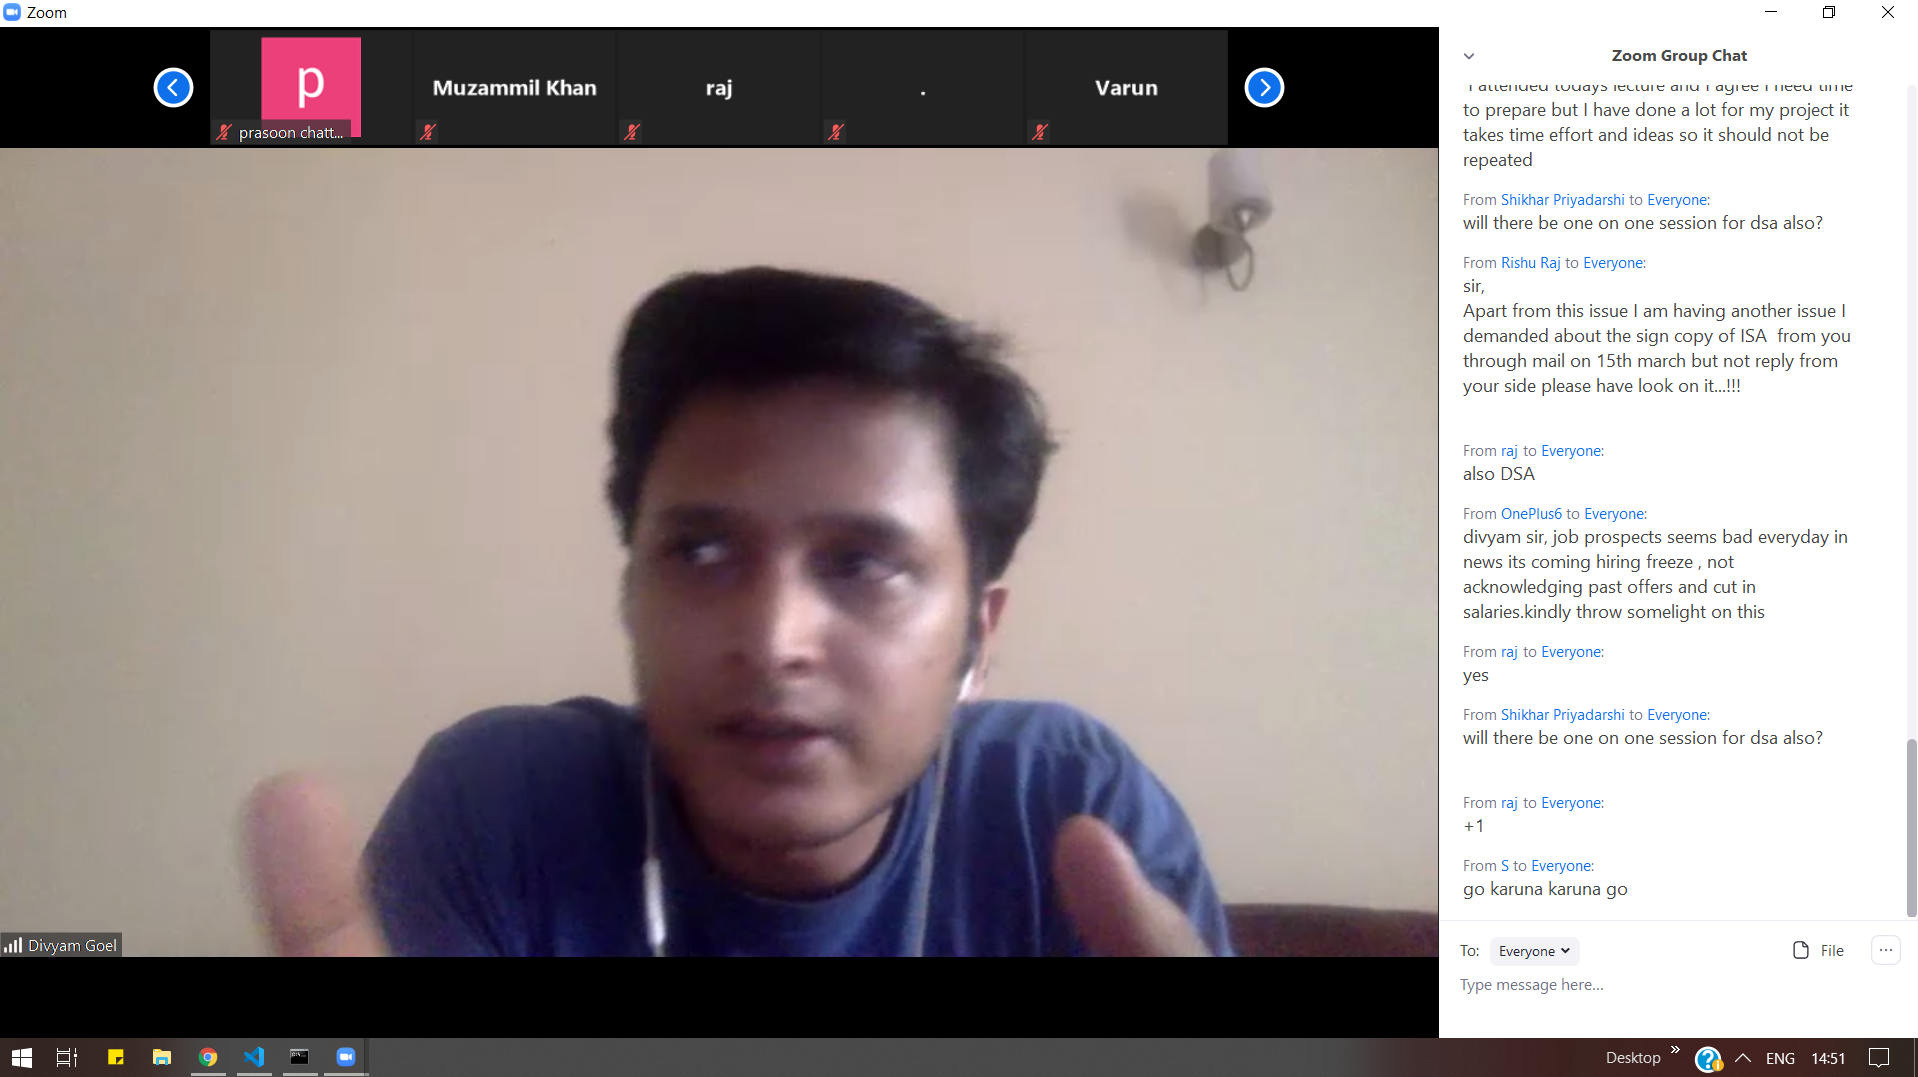 Zoom
p
prasoon chatt...
Muzammil Khan
raj
.
Varun
Divyam Goel
Zoom Group Chat
I attended todays lecture and I agree I need time
to prepare but I have done a lot for my project it
takes time effort and ideas so it should not be
repeated
From Shikhar Priyadarshi to Everyone:
will there be one on one session for dsa also?
From Rishu Raj to Everyone:
sir,
Apart from this issue I am having another issue I
demanded about the sign copy of ISA  from you
through mail on 15th march but not reply from
your side please have look on it...!!!
From raj to Everyone:
also DSA
From OnePlus6 to Everyone:
divyam sir, job prospects seems bad everyday in
news its coming hiring freeze , not
acknowledging past offers and cut in
salaries.kindly throw somelight on this
From raj to Everyone:
yes
From Shikhar Priyadarshi to Everyone:
will there be one on one session for dsa also?
From raj to Everyone:
+1
From S to Everyone:
go karuna karuna go
To: Everyone
File
...
Type message here...
Desktop
ENG
14:51